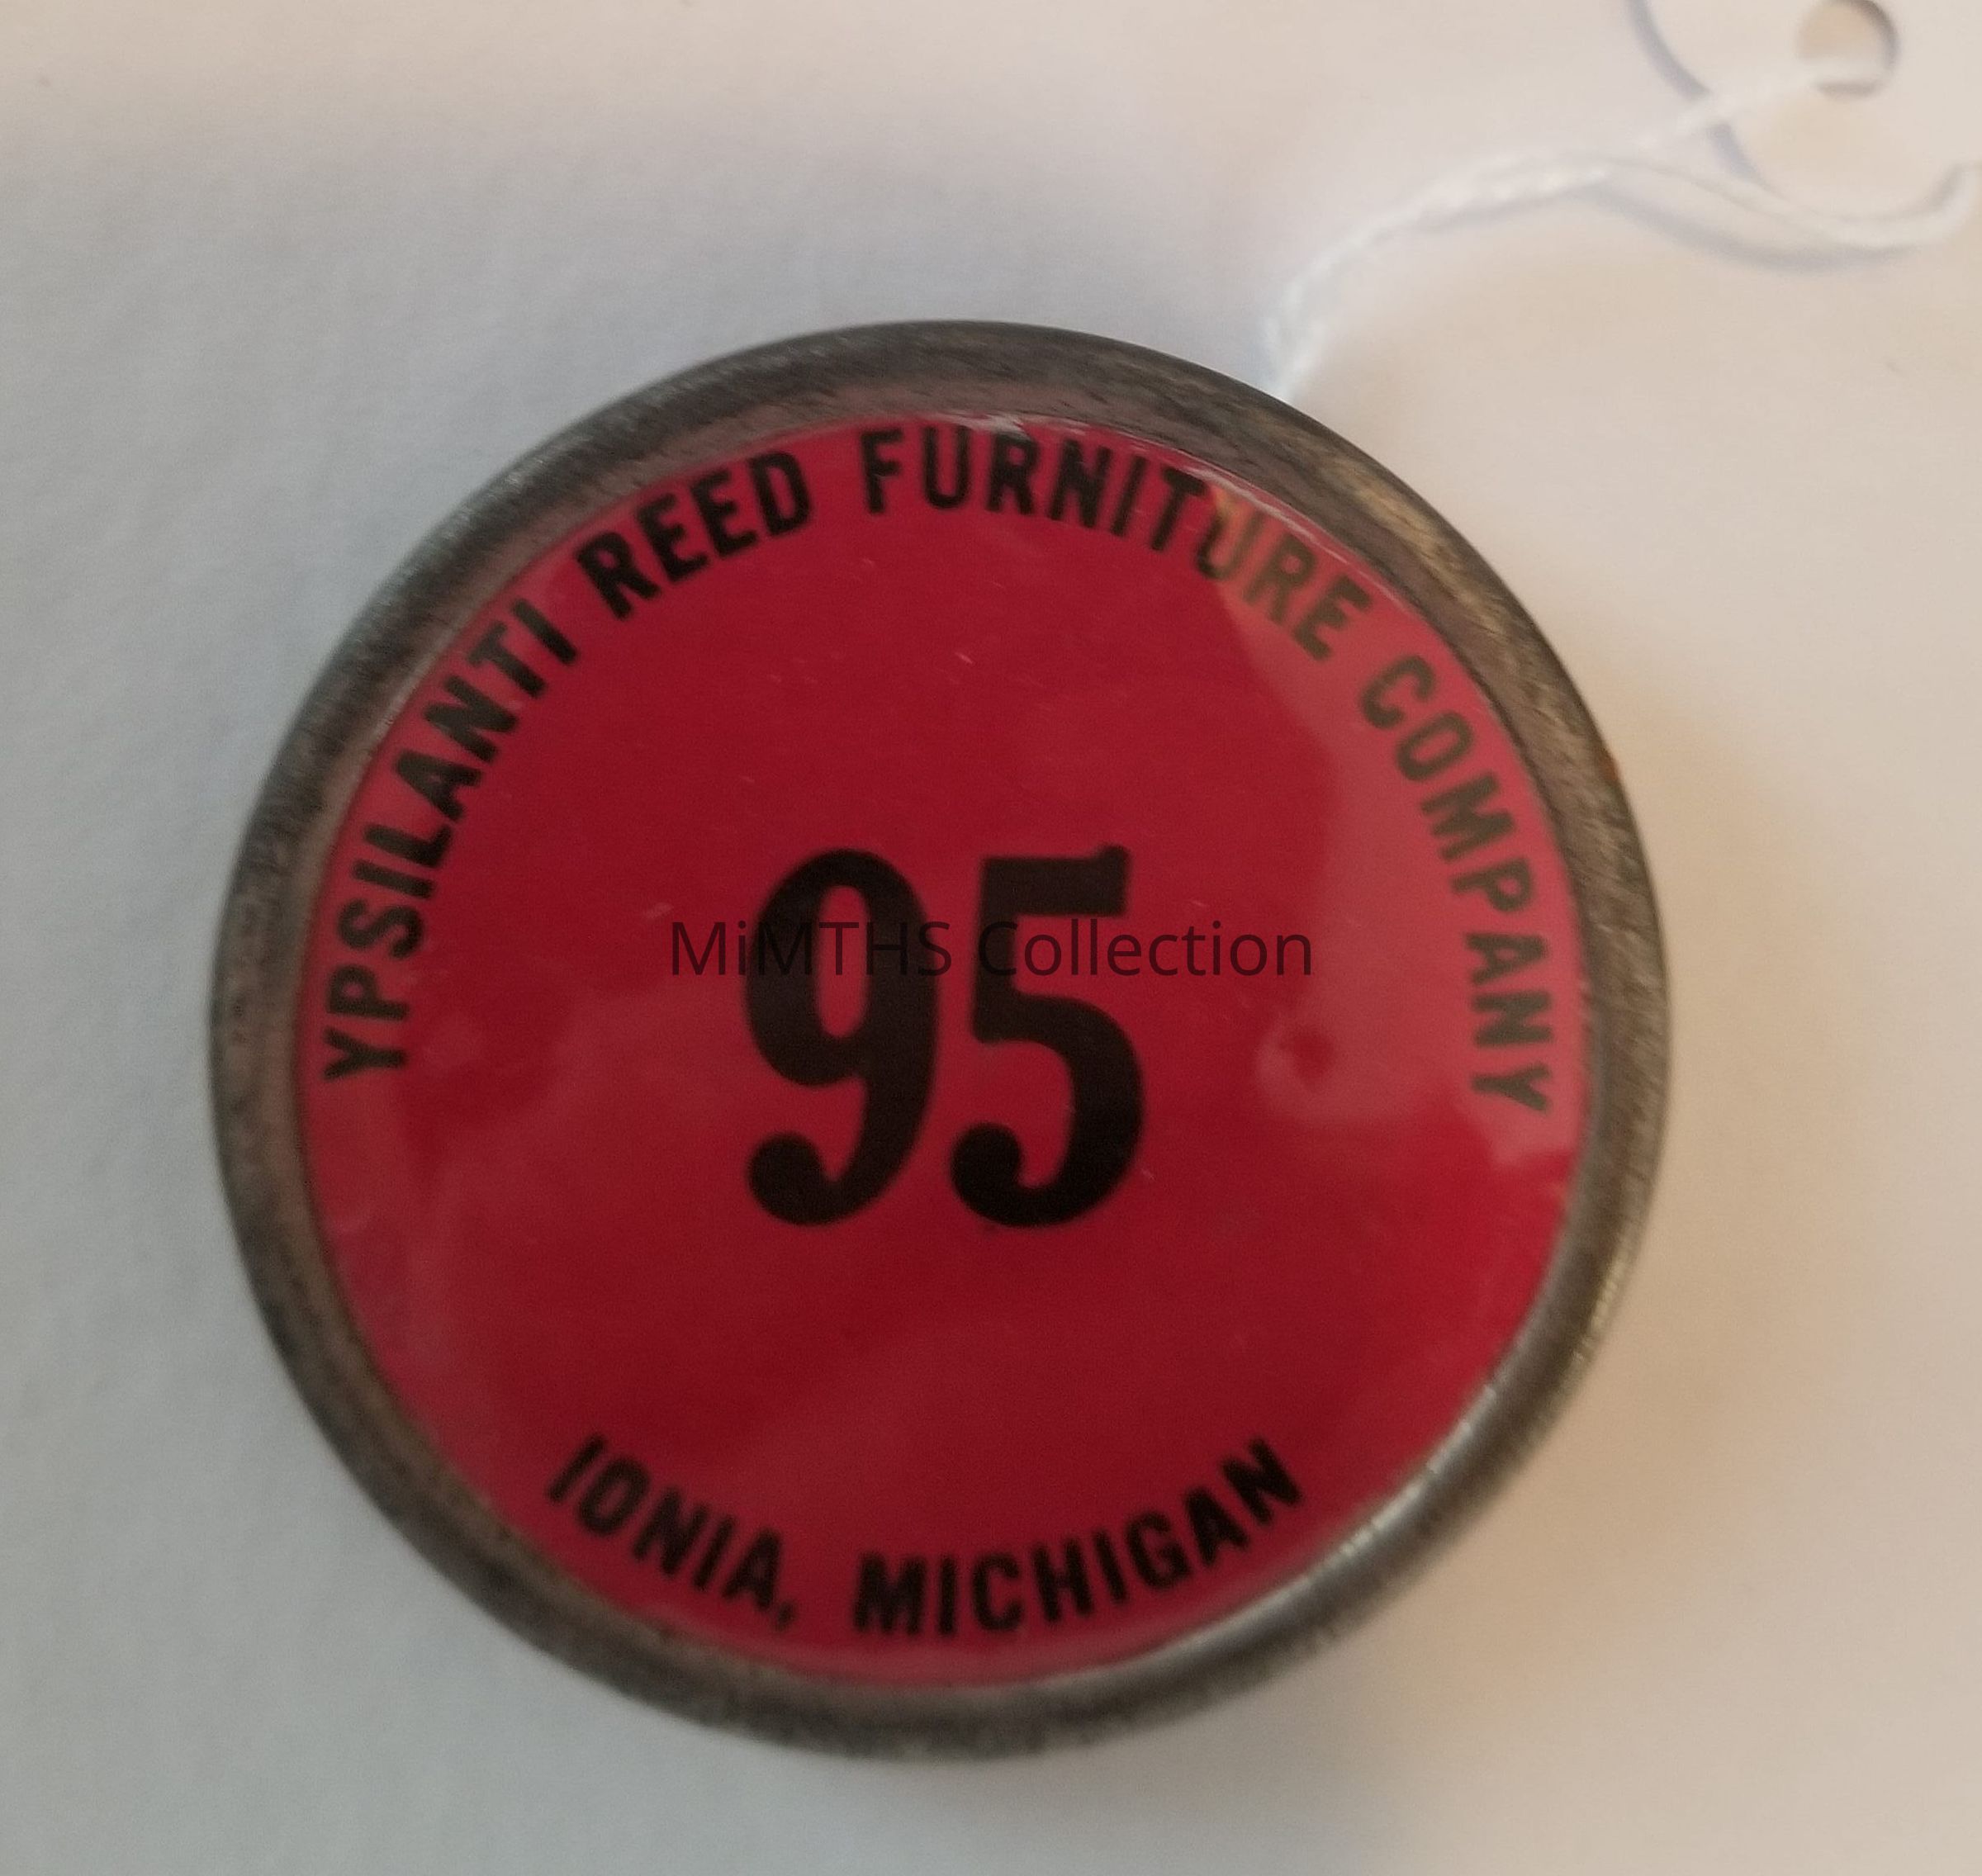 YPSILANTI REED FURNITURE COMPANY
95
MiMTHS Collection
IONIA, MICHIGAN